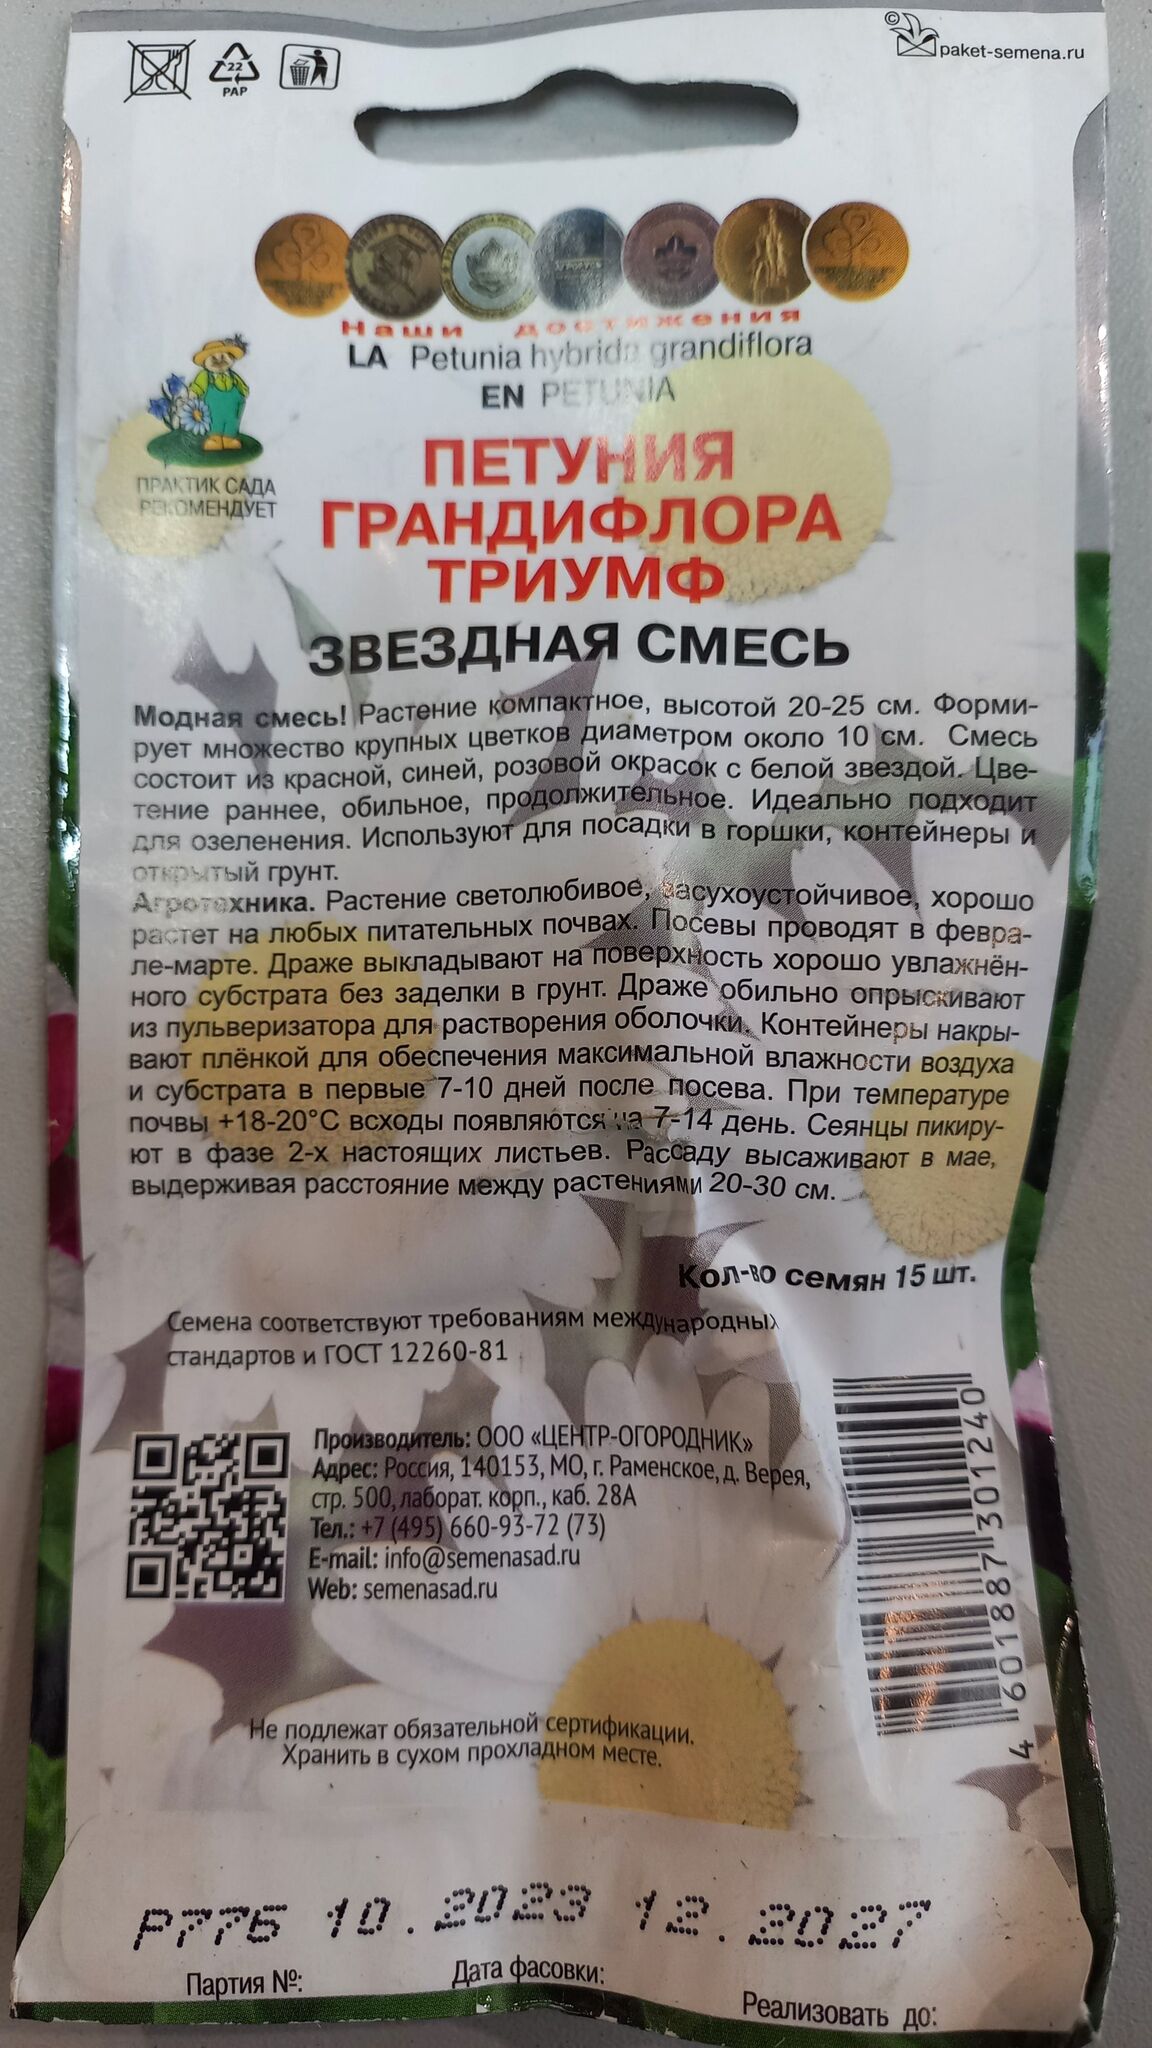 ©
paket-semena.ru
22
PAP
Наши достижения
LA Petunia hybrida grandiflora
EN PETUNIA
ПРАКТИК САДА
РЕКОМЕНДУЕТ
ПЕТУНИЯ
ГРАНДИФЛОРА
ТРИУМФ
ЗВЕЗДНАЯ СМЕСЬ
Модная смесь! Растение компактное, высотой 20-25 см. Форми-
рует множество крупных цветков диаметром около 10 см. Смесь
состоит из красной, синей, розовой окрасок с белой звездой. Цве-
тение раннее, обильное, продолжительное. Идеально подходит
для озеленения. Используют для посадки в горшки, контейнеры и
открытый грунт.
Агротехника. Растение светолюбивое, засухоустойчивое, хорошо
растет на любых питательных почвах. Посевы проводят в февра-
ле-марте. Драже выкладывают на поверхность хорошо увлажнён-
ного субстрата без заделки в грунт. Драже обильно опрыскивают
из пульверизатора для растворения оболочки. Контейнеры накры-
вают плёнкой для обеспечения максимальной влажности воздуха
и субстрата в первые 7-10 дней после посева. При температуре
почвы +18-20°С всходы появляются на 7-14 день. Сеянцы пикиру-
ют в фазе 2-х настоящих листьев. Рассаду высаживают в мае,
выдерживая расстояние между растениями 20-30 см.
Кол-во семян 15 шт.
Семена соответствуют требованиям международных
стандартов и ГОСТ 12260-81
Производитель: ООО «ЦЕНТР-ОГОРОДНИК»
Адрес: Россия, 140153, МО, г. Раменское, д. Верея,
стр. 500, лаборат. корп., каб. 28А
Тел.: +7 (495) 660-93-72 (73)
E-mail: info@semenasad.ru
Web: semenasad.ru
4 601887 301240
Не подлежат обязательной сертификации.
Хранить в сухом прохладном месте.
Р775 10.2023 12.2027
Партия №: Дата фасовки: Реализовать до: